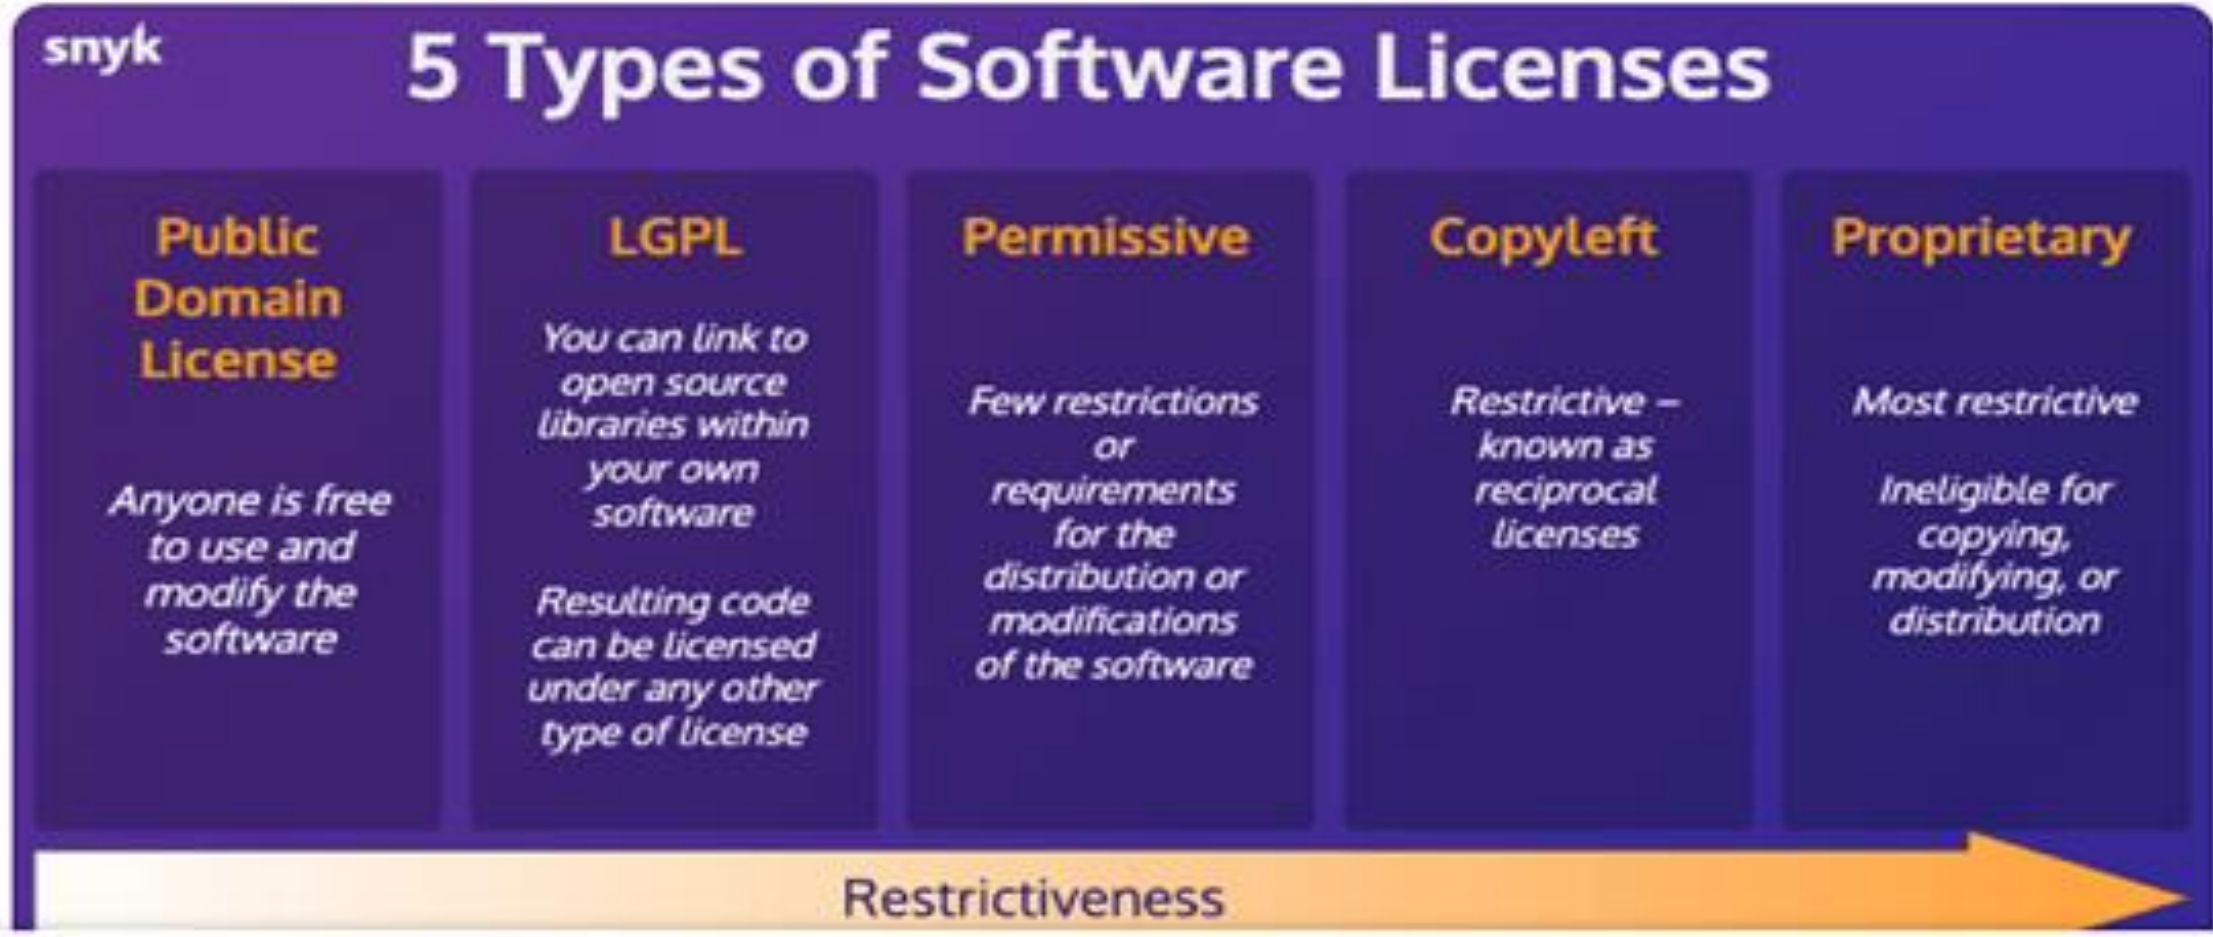 snyk
5 Types of Software Licenses
Public
Domain
License
Anyone is free
to use and
modify the
software
LGPL
You can link to
open source
libraries within
your own
software
Resulting code
can be licensed
under any other
type of license
Permissive
Few restrictions
or
requirements
for the
distribution or
modifications
of the software
Copyleft
Restrictive –
known as
reciprocal
licenses
Proprietary
Most restrictive
Ineligible for
copying,
modifying, or
distribution
Restrictiveness